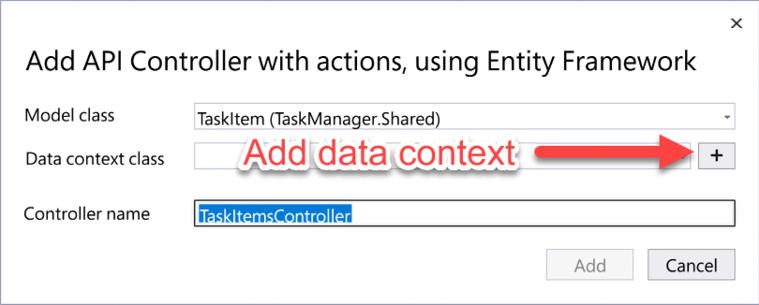 Add API Controller with actions, using Entity Framework
Model class
TaskItem (TaskManager.Shared)
Data context class
Add data context
+
Controller name
TaskItemsController
Add
Cancel